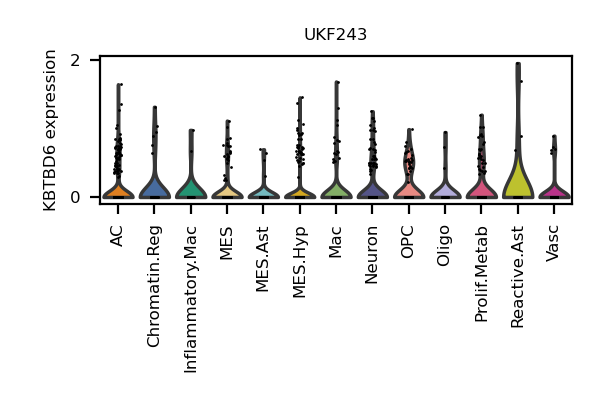 UKF243
KBTBD6 expression
2
0
AC
Chromatin.Reg
Inflammatory.Mac
MES
MES.Ast
MES.Hyp
Mac
Neuron
OPC
Oligo
Prolif.Metab
Reactive.Ast
Vasc